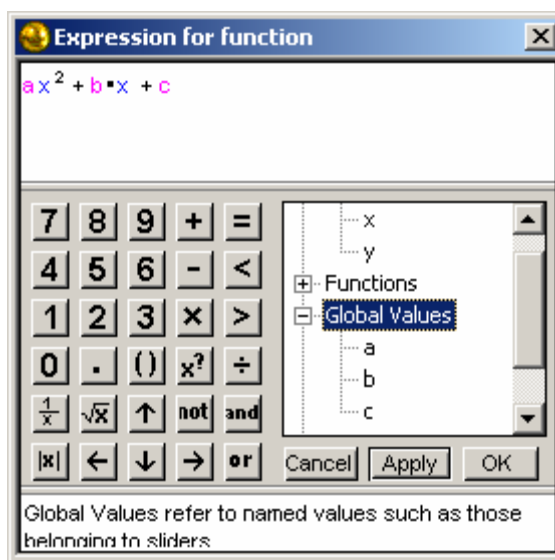 Expression for function
ax² + b▪x + c
7 8 9 + =
4 5 6 - <
1 2 3 × >
0 . () x? ÷
1/x √x ↑ not and
|x| ← ↓ → or
x
y
Functions
Global Values
a
b
c
Cancel Apply OK
Global Values refer to named values such as those
belonging to sliders